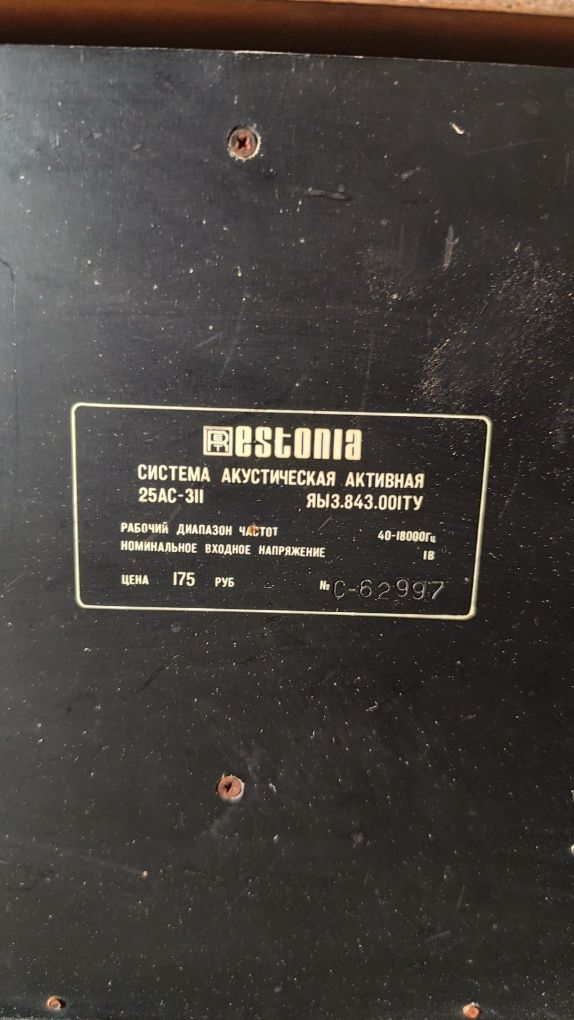 estonia
СИСТЕМА АКУСТИЧЕСКАЯ АКТИВНАЯ
25АС-311 ЯЫ3.843.001ТУ
РАБОЧИЙ ДИАПАЗОН ЧАСТОТ 40-18000Гц
НОМИНАЛЬНОЕ ВХОДНОЕ НАПРЯЖЕНИЕ 1В
ЦЕНА 175 РУБ № С-62997